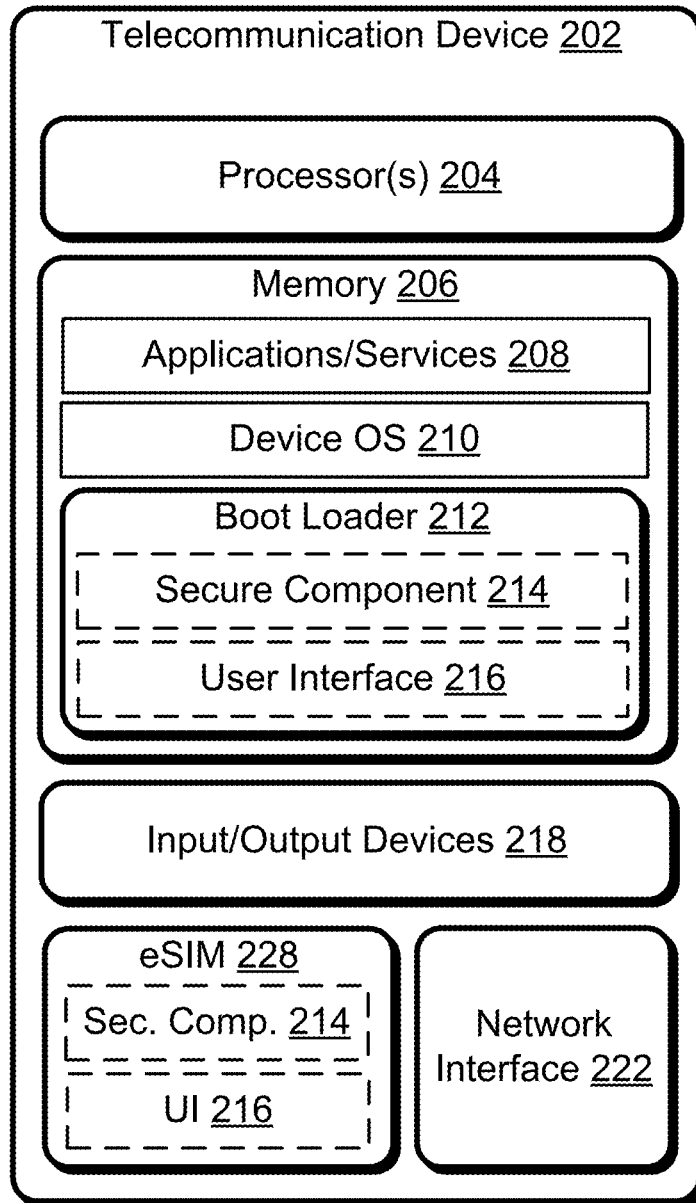 Telecommunication Device 202
Processor(s) 204
Memory 206
Applications/Services 208
Device OS 210
Boot Loader 212
Secure Component 214
User Interface 216
Input/Output Devices 218
eSIM 228
Sec. Comp. 214
UI 216
Network
Interface 222